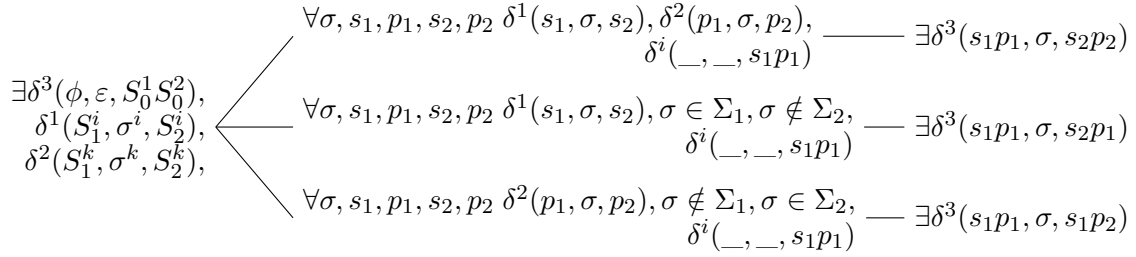 ∃δ³(ϕ, ε, S₀¹S₀²),
δ¹(S₁ⁱ, σⁱ, S₂ⁱ),
δ²(S₁ᵏ, σᵏ, S₂ᵏ),
∀σ, s₁, p₁, s₂, p₂ δ¹(s₁, σ, s₂), δ²(p₁, σ, p₂),
δⁱ(_, _, s₁p₁)
∃δ³(s₁p₁, σ, s₂p₂)
∀σ, s₁, p₁, s₂, p₂ δ¹(s₁, σ, s₂), σ ∈ Σ₁, σ ∉ Σ₂,
δⁱ(_, _, s₁p₁)
∃δ³(s₁p₁, σ, s₂p₁)
∀σ, s₁, p₁, s₂, p₂ δ²(p₁, σ, p₂), σ ∉ Σ₁, σ ∈ Σ₂,
δⁱ(_, _, s₁p₁)
∃δ³(s₁p₁, σ, s₁p₂)